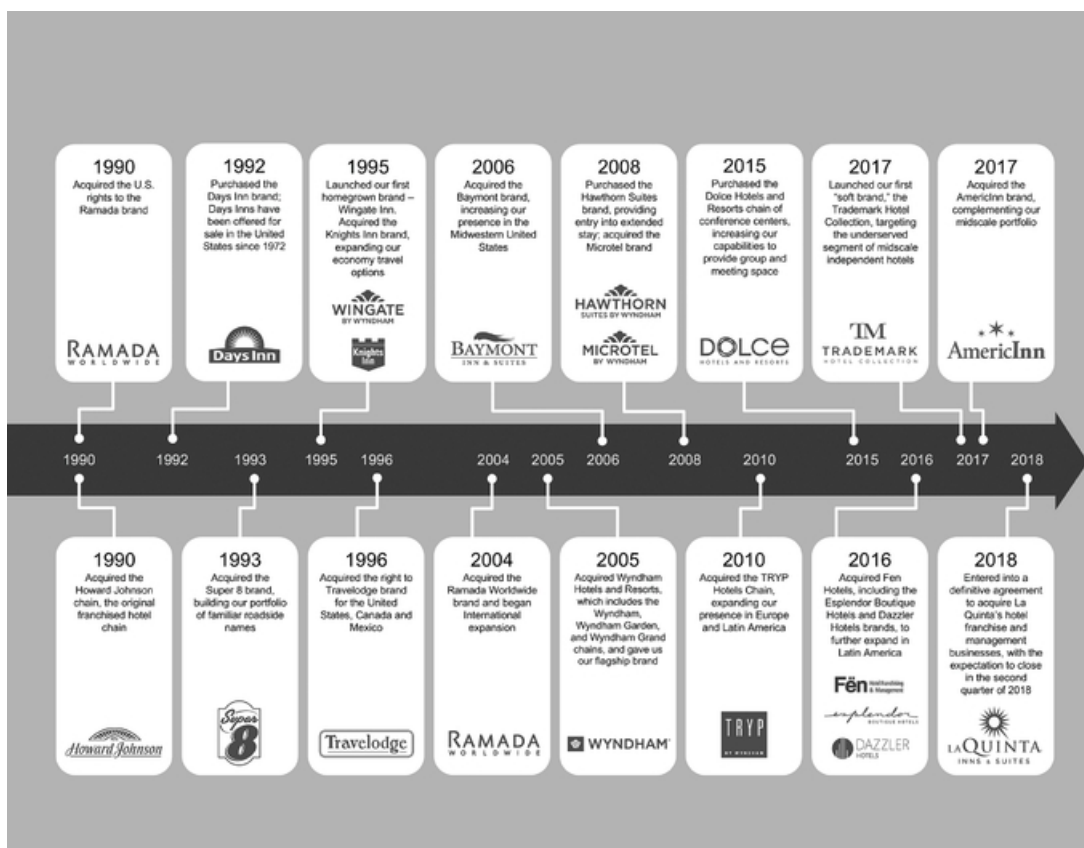 1990
Acquired the U.S.
rights to the
Ramada brand
RAMADA
WORLDWIDE
1992
Purchased the
Days Inn brand;
Days Inns have
been offered for
sale in the United
States since 1972
Days Inn
1995
Launched our first
homegrown brand –
Wingate Inn.
Acquired the
Knights Inn brand,
expanding our
economy travel
options
WINGATE
BY WYNDHAM
Knights
Inn
2006
Acquired the
Baymont brand,
increasing our
presence in the
Midwestern United
States
BAYMONT
INN & SUITES
2008
Purchased the
Hawthorn Suites
brand, providing
entry into extended
stay; acquired the
Microtel brand
HAWTHORN
SUITES BY WYNDHAM
MICROTEL
BY WYNDHAM
2015
Purchased the
Dolce Hotels and
Resorts chain of
conference centers,
increasing our
capabilities to
provide group and
meeting space
DOLCE
HOTELS AND RESORTS
2017
Launched our first
"soft brand," the
Trademark Hotel
Collection, targeting
the underserved
segment of midscale
independent hotels
TM
TRADEMARK
HOTEL COLLECTION
2017
Acquired the
AmericInn brand,
complementing our
midscale portfolio
AmericInn
1990 1992 1993 1995 1996 2004 2005 2006 2008 2010 2015 2016 2017 2018
1990
Acquired the
Howard Johnson
chain, the original
franchised hotel
chain
Howard Johnson
1993
Acquired the
Super 8 brand,
building our portfolio
of familiar roadside
names
Super
8
1996
Acquired the right to
Travelodge brand
for the United
States, Canada and
Mexico
Travelodge
2004
Acquired the
Ramada Worldwide
brand and began
International
expansion
RAMADA
WORLDWIDE
2005
Acquired Wyndham
Hotels and Resorts,
which includes the
Wyndham,
Wyndham Garden,
and Wyndham Grand
chains, and gave us
our flagship brand
WYNDHAM
2010
Acquired the TRYP
Hotels Chain,
expanding our
presence in Europe
and Latin America
TRYP
BY WYNDHAM
2016
Acquired Fen
Hotels, including the
Esplendor Boutique
Hotels and Dazzler
Hotels brands, to
further expand in
Latin America
Fën Hotel Franchising
& Management
esplendor
BOUTIQUE HOTELS
DAZZLER
HOTELS
2018
Entered into a
definitive agreement
to acquire La
Quinta's hotel
franchise and
management
businesses, with the
expectation to close
in the second
quarter of 2018
LAQUINTA
INNS & SUITES